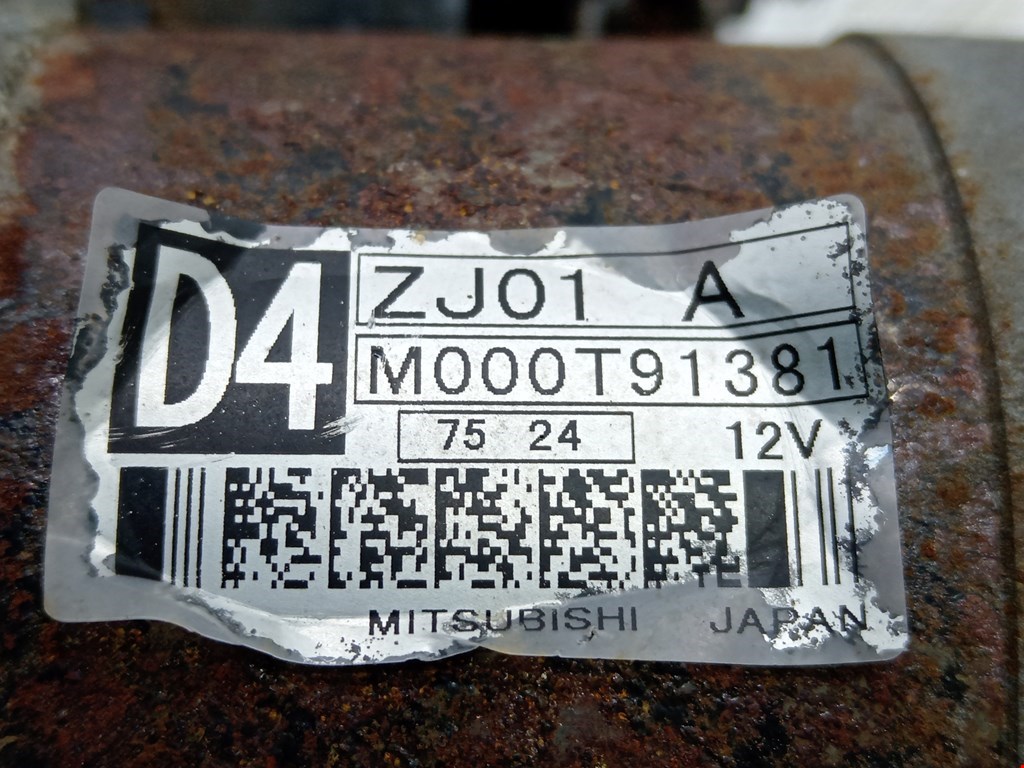 D4
ZJ01 A
M000T91381
75 24
12V
MITSUBISHI JAPAN